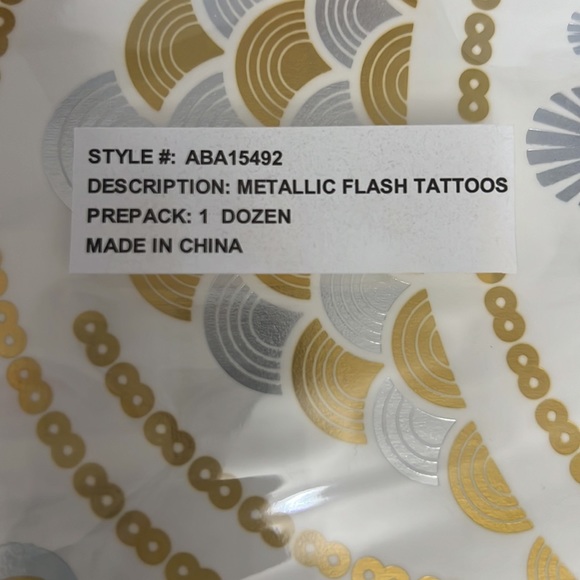 STYLE #: ABA15492
DESCRIPTION: METALLIC FLASH TATTOOS
PREPACK: 1 DOZEN
MADE IN CHINA